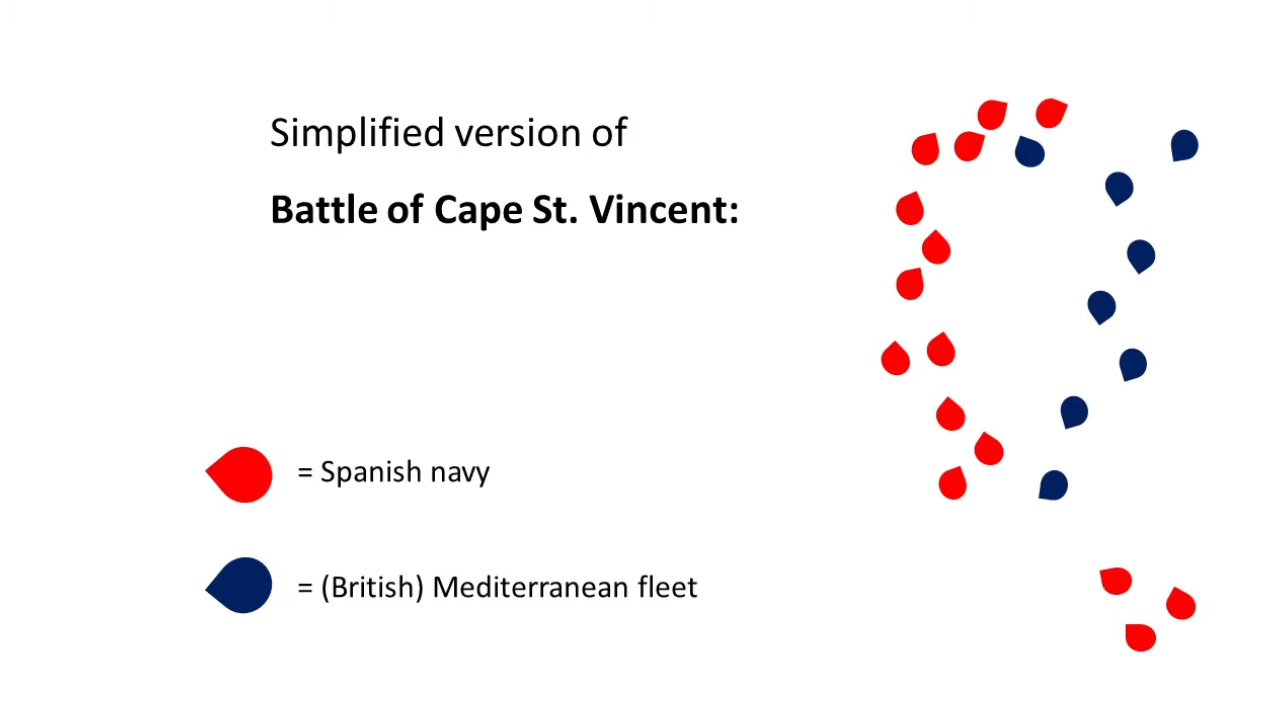 Simplified version of
Battle of Cape St. Vincent:
= Spanish navy
= (British) Mediterranean fleet